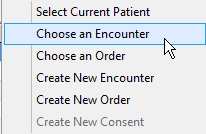 Select Current Patient
Choose an Encounter
Choose an Order
Create New Encounter
Create New Order
Create New Consent